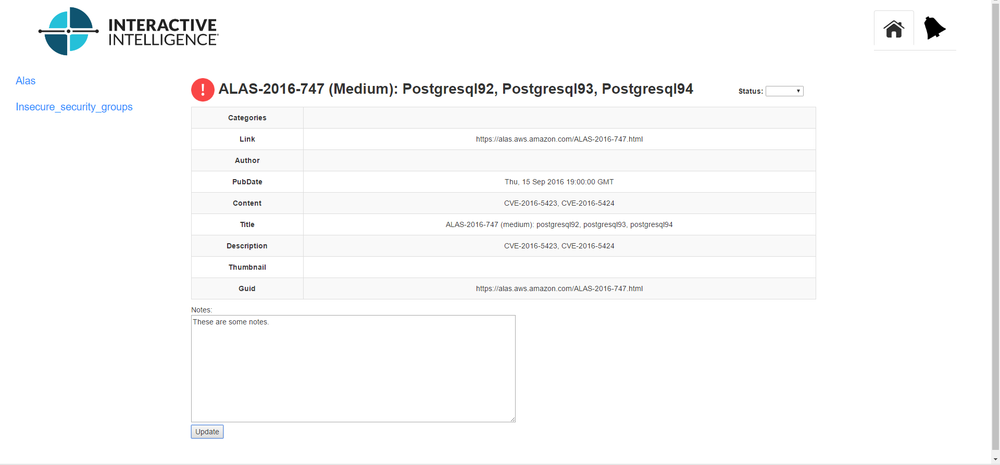 INTERACTIVE
INTELLIGENCE
Alas
Insecure_security_groups
! ALAS-2016-747 (Medium): Postgresql92, Postgresql93, Postgresql94
Status:
Categories
Link https://alas.aws.amazon.com/ALAS-2016-747.html
Author
PubDate Thu, 15 Sep 2016 19:00:00 GMT
Content CVE-2016-5423, CVE-2016-5424
Title ALAS-2016-747 (medium): postgresql92, postgresql93, postgresql94
Description CVE-2016-5423, CVE-2016-5424
Thumbnail
Guid https://alas.aws.amazon.com/ALAS-2016-747.html
Notes:
These are some notes.
Update